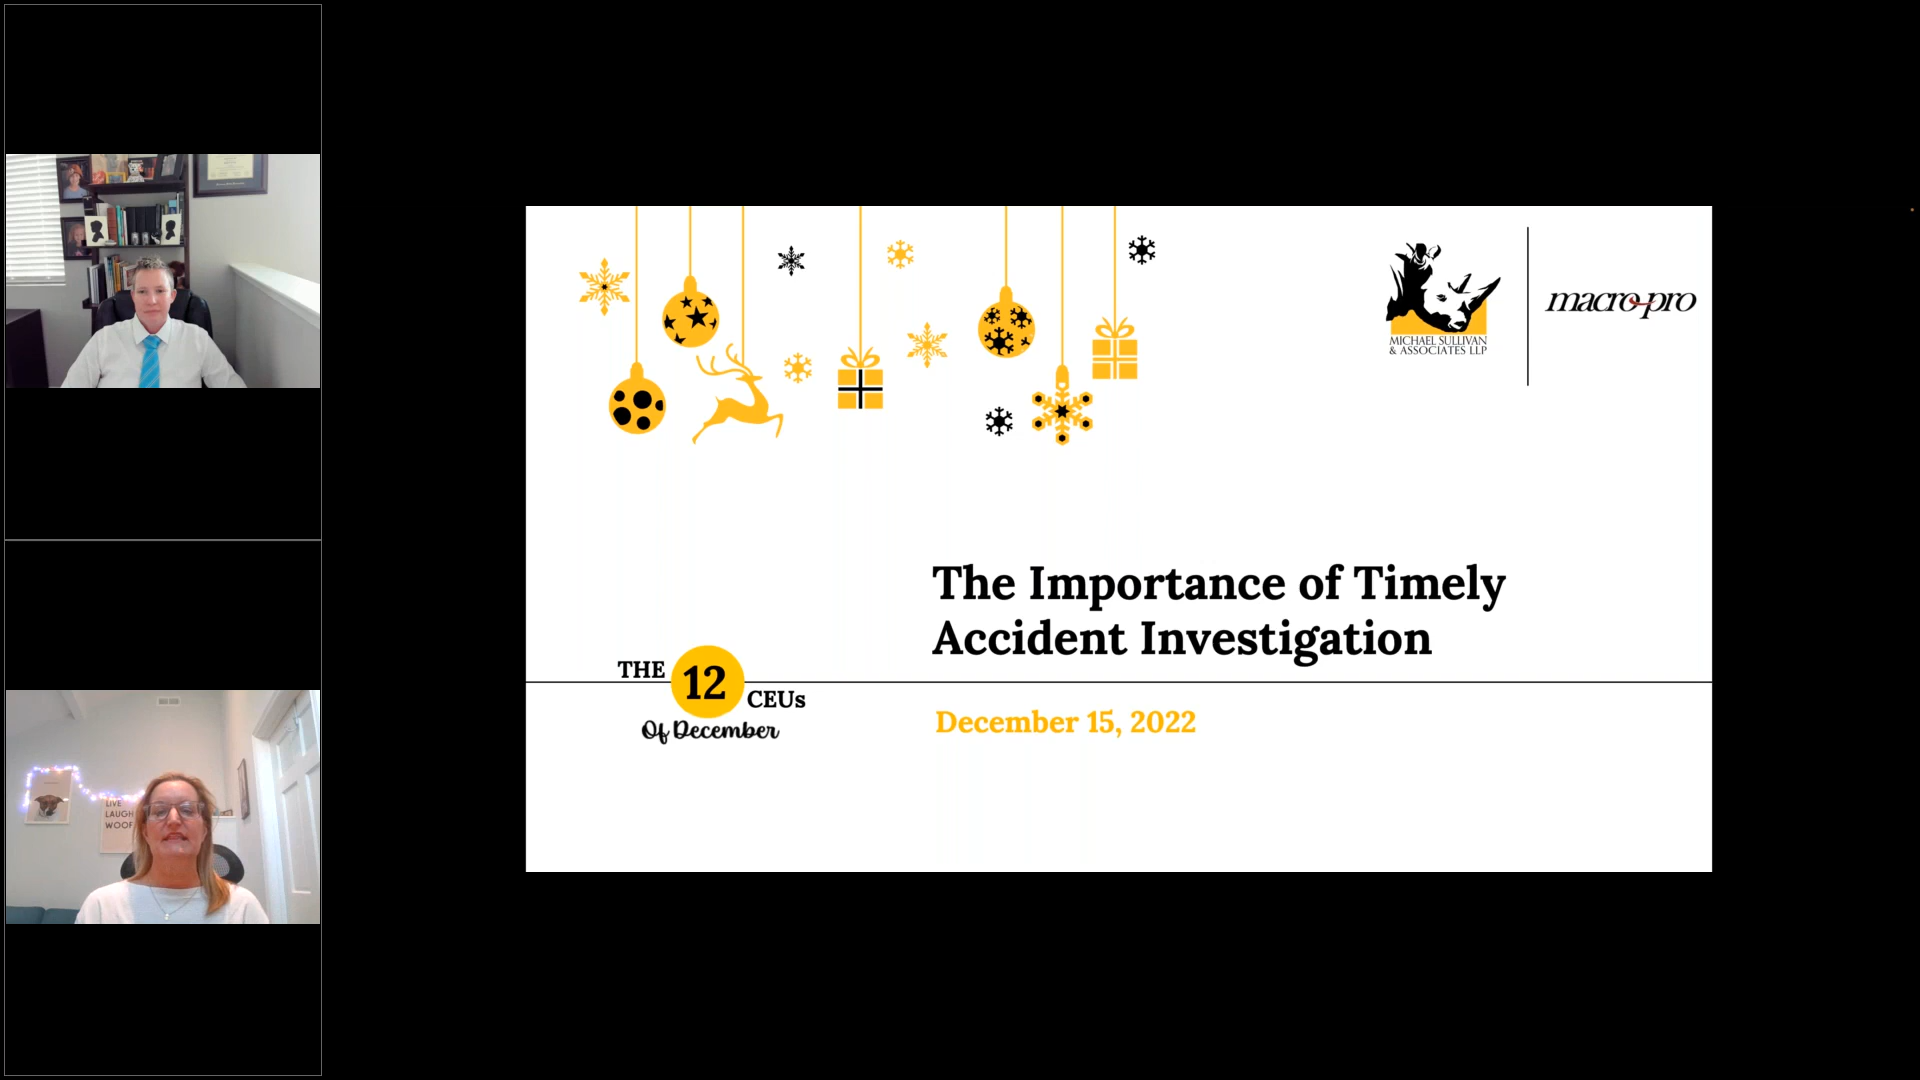 LIVE
LAUGH
WOOF
MICHAEL SULLIVAN
& ASSOCIATES LLP
macro-pro
The Importance of Timely
Accident Investigation
THE 12 CEUs
Of December
December 15, 2022